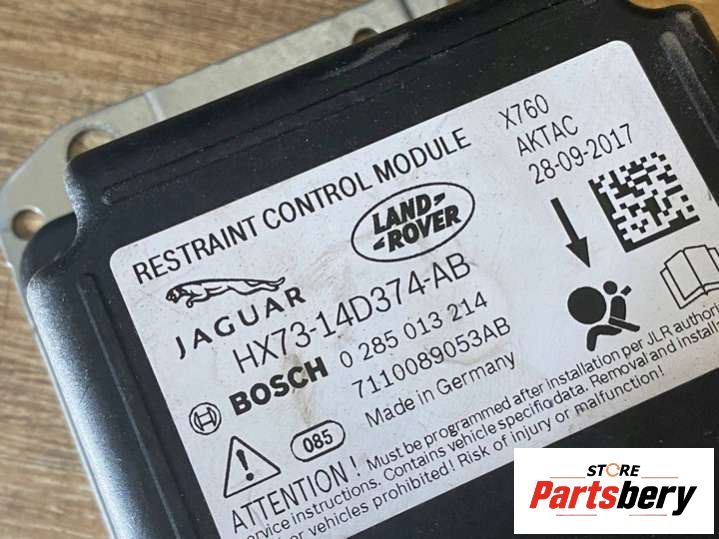 RESTRAINT CONTROL MODULE
X760
AKTAC
28-09-2017
JAGUAR
LAND
ROVER
HX73-14D374-AB
BOSCH 0 285 013 214
7110089053AB
Made in Germany
085
ATTENTION! Must be programmed after installation per JLR
service instructions. Contains vehicle specific data. Removal and
vehicles prohibited! Risk of injury or malfunction!
STORE
Partsbery